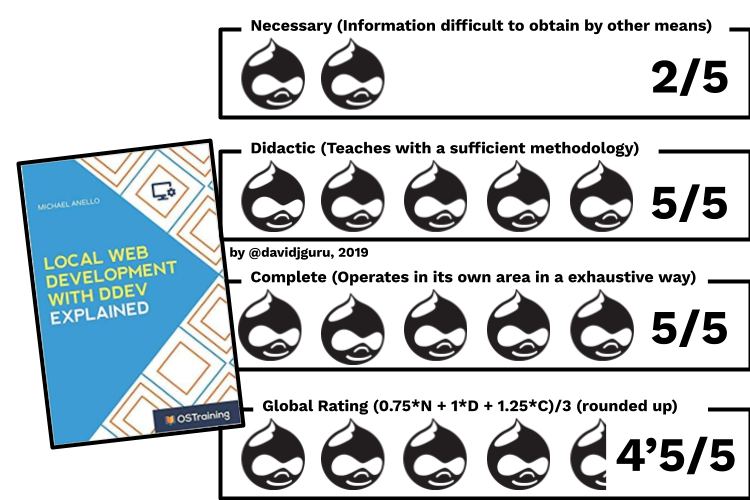 Necessary (Information difficult to obtain by other means)
2/5
Didactic (Teaches with a sufficient methodology)
5/5
MICHAEL ANELLO
LOCAL WEB
DEVELOPMENT
WITH DDEV
EXPLAINED
OSTraining
by @davidjguru, 2019
Complete (Operates in its own area in a exhaustive way)
5/5
Global Rating (0.75*N + 1*D + 1.25*C)/3 (rounded up)
4’5/5